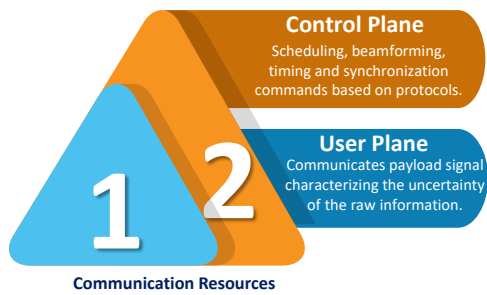 Control Plane
Scheduling, beamforming,
timing and synchronization
commands based on protocols.
User Plane
Communicates payload signal
characterizing the uncertainty
of the raw information.
1
2
Communication Resources